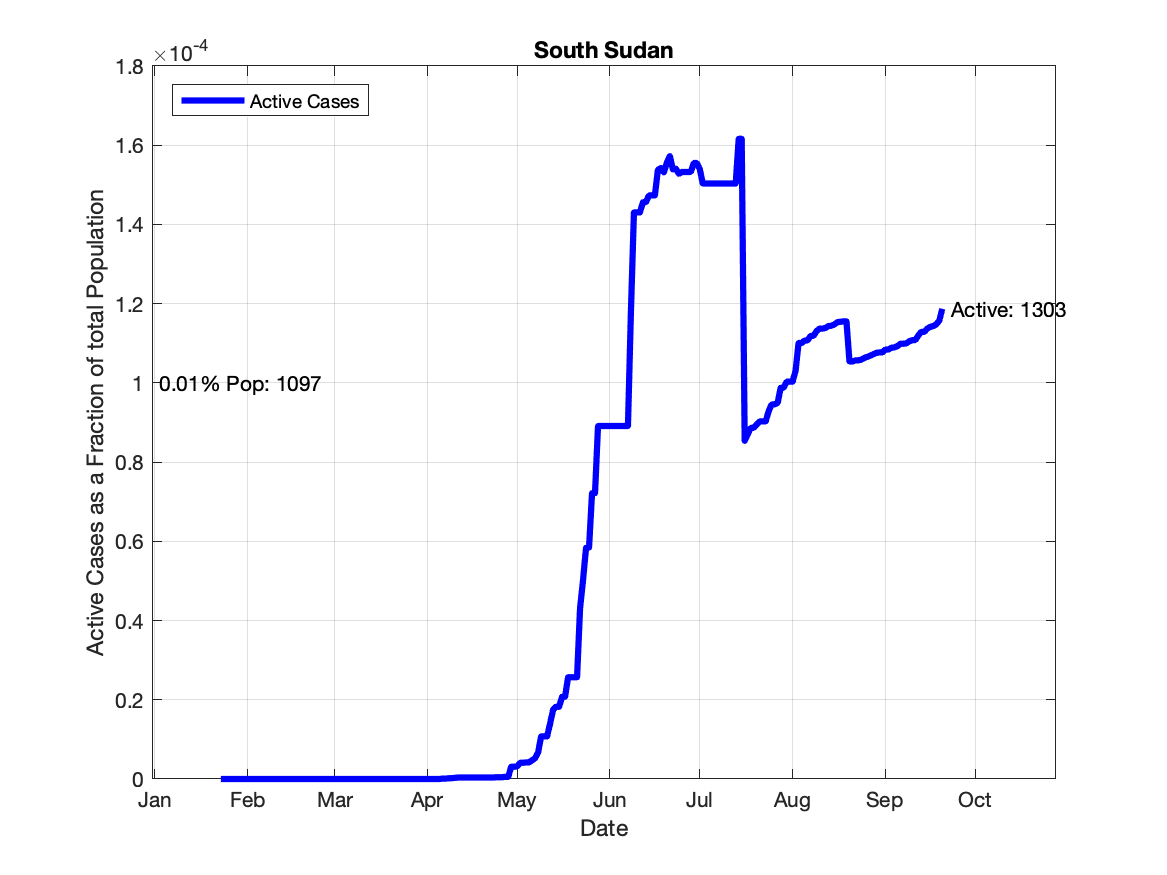 South Sudan
×10-4
Active Cases
1.8
1.6
1.4
1.2
1
0.8
0.6
0.4
0.2
0
Active Cases as a Fraction of total Population
0.01% Pop: 1097
Active: 1303
Jan Feb Mar Apr May Jun Jul Aug Sep Oct
Date